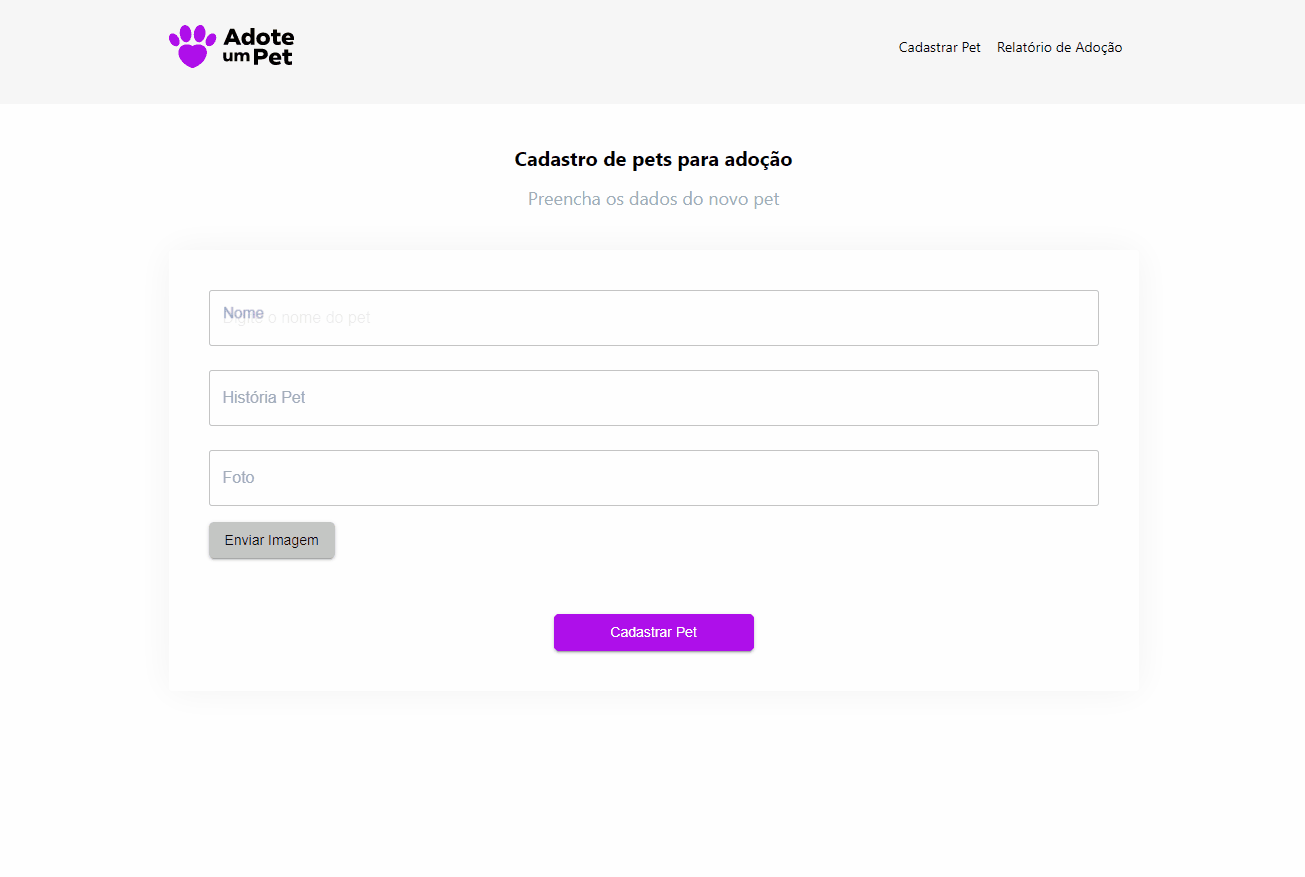 Adote
um Pet
Cadastrar Pet Relatório de Adoção
Cadastro de pets para adoção
Preencha os dados do novo pet
Nome
Digite o nome do pet
História Pet
Foto
Enviar Imagem
Cadastrar Pet